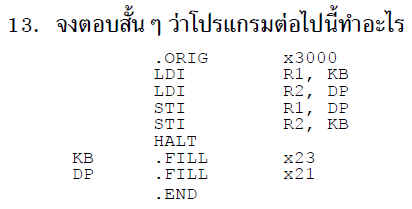 13. จงตอบสั้น ๆ ว่าโปรแกรมต่อไปนี้ทำอะไร
.ORIG x3000
LDI R1, KB
LDI R2, DP
STI R1, DP
STI R2, KB
HALT
KB .FILL x23
DP .FILL x21
.END